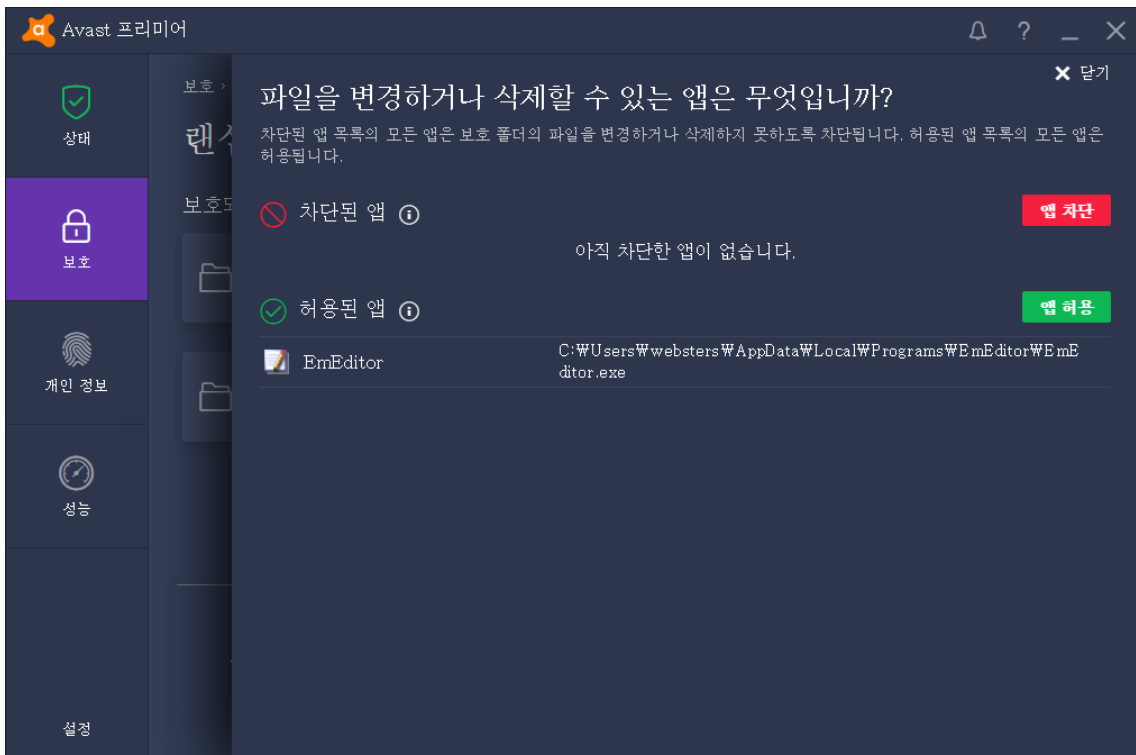 Avast 프리미어
?
닫기
상태
보호
개인 정보
성능
설정
보호 >
보호
파일을 변경하거나 삭제할 수 있는 앱은 무엇입니까?
차단된 앱 목록의 모든 앱은 보호 폴더의 파일을 변경하거나 삭제하지 못하도록 차단됩니다. 허용된 앱 목록의 모든 앱은
허용됩니다.
차단된 앱
앱 차단
아직 차단한 앱이 없습니다.
허용된 앱
앱 허용
EmEditor
C:₩Users₩websters₩AppData₩Local₩Programs₩EmEditor₩EmE
ditor.exe